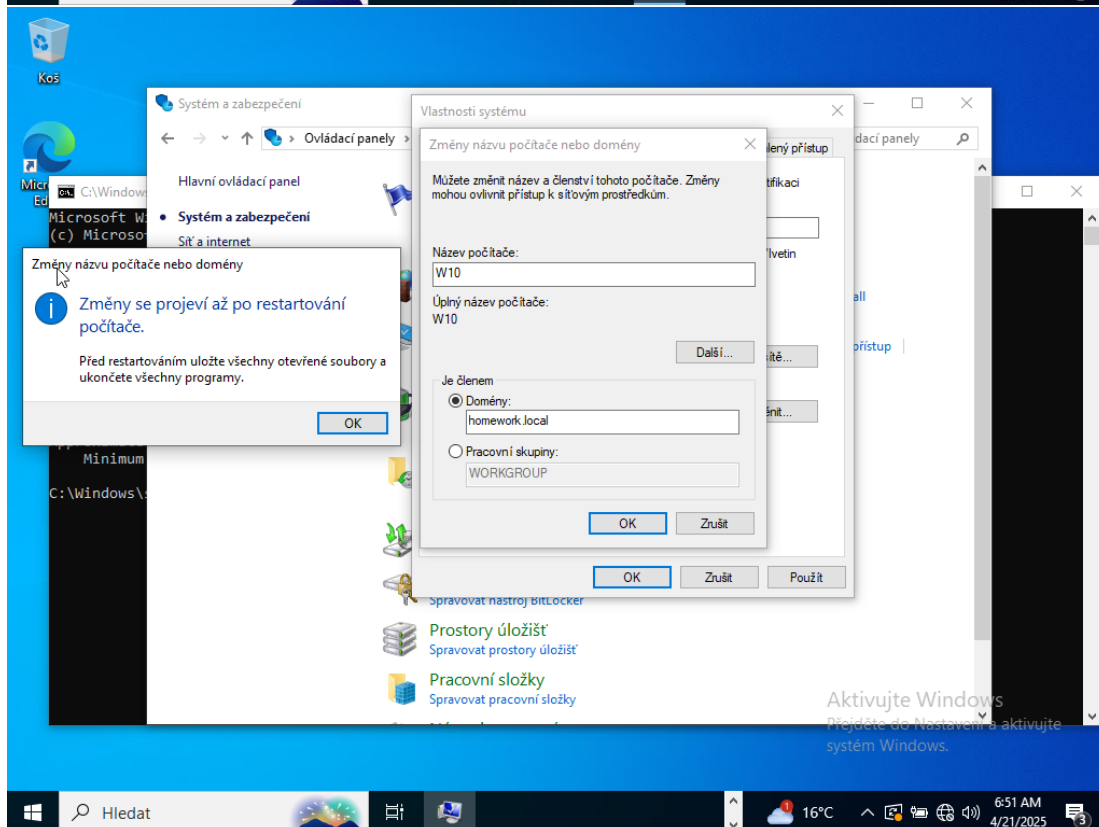 Koš
Systém a zabezpečení
Ovládací panely
Vlastnosti systému
Změny názvu počítače nebo domény
lený přístup
dací panely
Hlavní ovládací panel
Systém a zabezpečení
Síť a internet
Micr
Ed
C:\Window
Microsoft W
(c) Microso
Můžete změnit název a členství tohoto počítače. Změny
mohou ovlivnit přístup k síťovým prostředkům.
tifikaci
Název počítače:
W10
lvetin
Úplný název počítače:
W10
all
Další...
sítě...
přístup
Je členem
Domény:
homework.local
ěnit...
Pracovní skupiny:
WORKGROUP
OK
Zrušit
OK
Zrušit
Použít
Změny názvu počítače nebo domény
Změny se projeví až po restartování
počítače.
Před restartováním uložte všechny otevřené soubory a
ukončete všechny programy.
OK
Minimum
C:\Windows\s
Spravovat nástroj BitLocker
Prostory úložišť
Spravovat prostory úložišť
Pracovní složky
Spravovat pracovní složky
Aktivujte Windows
Přejděte do Nastavení a aktivujte
systém Windows.
Hledat
16°C
6:51 AM
4/21/2025
3
1